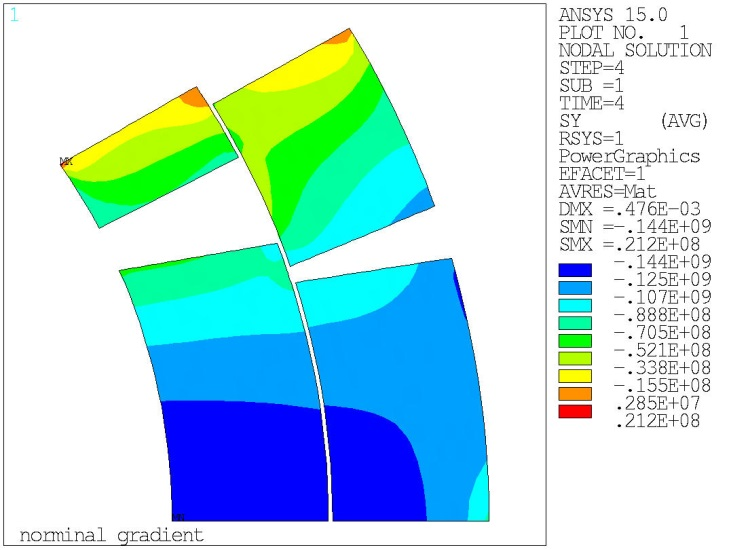 1
ANSYS 15.0
PLOT NO.   1
NODAL SOLUTION
STEP=4
SUB =1
TIME=4
SY       (AVG)
RSYS=1
PowerGraphics
EFACET=1
AVRES=Mat
DMX =.476E-03
SMN =-.144E+09
SMX =.212E+08
-.144E+09
-.125E+09
-.107E+09
-.888E+08
-.705E+08
-.521E+08
-.338E+08
-.155E+08
.285E+07
.212E+08
MX
MN
norminal gradient